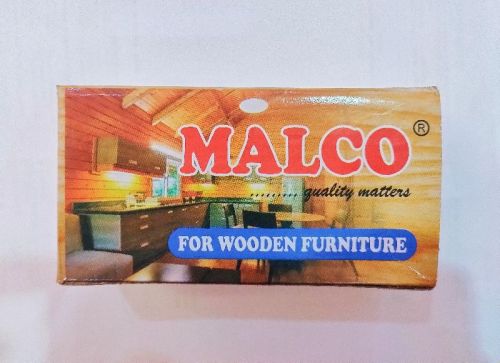 MALCO®
......... quality matters
FOR WOODEN FURNITURE